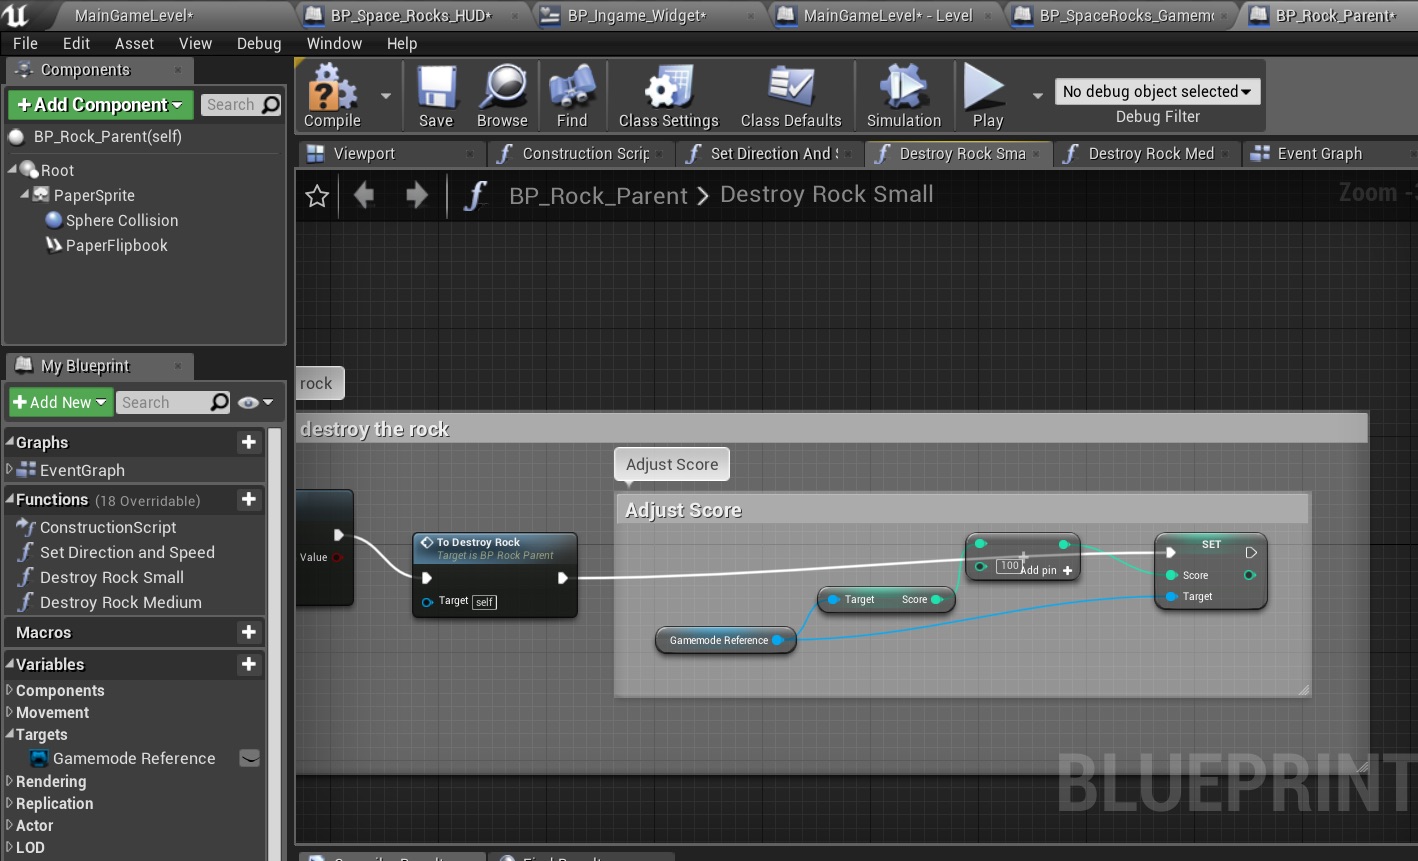 MainGameLevel*
BP_Space_Rocks_HUD*
BP_Ingame_Widget*
MainGameLevel* - Level
BP_SpaceRocks_Gamem
BP_Rock_Parent*
File Edit Asset View Debug Window Help
Components
Add Component
Search
BP_Rock_Parent(self)
Root
PaperSprite
Sphere Collision
PaperFlipbook
Compile
Save
Browse
Find
Class Settings
Class Defaults
Simulation
Play
No debug object selected
Debug Filter
Viewport
Construction Scrip
Set Direction And
Destroy Rock Sma
Destroy Rock Med
Event Graph
BP_Rock_Parent > Destroy Rock Small
Zoom -
My Blueprint
Add New
Search
Graphs
EventGraph
Functions (18 Overridable)
ConstructionScript
Set Direction and Speed
Destroy Rock Small
Destroy Rock Medium
Macros
Variables
Components
Movement
Targets
Gamemode Reference
Rendering
Replication
Actor
LOD
rock
destroy the rock
Value
To Destroy Rock
Target is BP Rock Parent
Target self
Adjust Score
Adjust Score
Gamemode Reference
Target Score
100
Add pin +
SET
Score
Target
BLUEPRINT